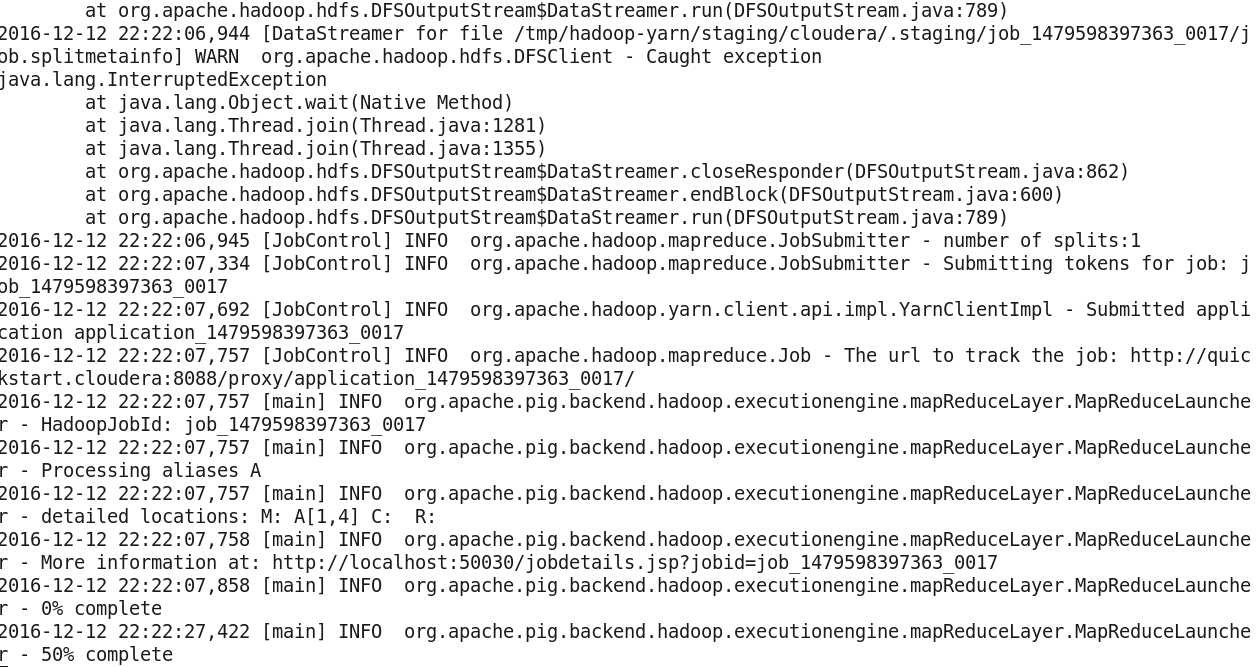 at org.apache.hadoop.hdfs.DFSOutputStream$DataStreamer.run(DFSOutputStream.java:789)
2016-12-12 22:22:06,944 [DataStreamer for file /tmp/hadoop-yarn/staging/cloudera/.staging/job_1479598397363_0017/j
ob.splitmetainfo] WARN  org.apache.hadoop.hdfs.DFSClient - Caught exception
java.lang.InterruptedException
at java.lang.Object.wait(Native Method)
at java.lang.Thread.join(Thread.java:1281)
at java.lang.Thread.join(Thread.java:1355)
at org.apache.hadoop.hdfs.DFSOutputStream$DataStreamer.closeResponder(DFSOutputStream.java:862)
at org.apache.hadoop.hdfs.DFSOutputStream$DataStreamer.endBlock(DFSOutputStream.java:600)
at org.apache.hadoop.hdfs.DFSOutputStream$DataStreamer.run(DFSOutputStream.java:789)
2016-12-12 22:22:06,945 [JobControl] INFO  org.apache.hadoop.mapreduce.JobSubmitter - number of splits:1
2016-12-12 22:22:07,334 [JobControl] INFO  org.apache.hadoop.mapreduce.JobSubmitter - Submitting tokens for job: j
ob_1479598397363_0017
2016-12-12 22:22:07,692 [JobControl] INFO  org.apache.hadoop.yarn.client.api.impl.YarnClientImpl - Submitted appli
cation application_1479598397363_0017
2016-12-12 22:22:07,757 [JobControl] INFO  org.apache.hadoop.mapreduce.Job - The url to track the job: http://quic
kstart.cloudera:8088/proxy/application_1479598397363_0017/
2016-12-12 22:22:07,757 [main] INFO  org.apache.pig.backend.hadoop.executionengine.mapReduceLayer.MapReduceLaunche
r - HadoopJobId: job_1479598397363_0017
2016-12-12 22:22:07,757 [main] INFO  org.apache.pig.backend.hadoop.executionengine.mapReduceLayer.MapReduceLaunche
r - Processing aliases A
2016-12-12 22:22:07,757 [main] INFO  org.apache.pig.backend.hadoop.executionengine.mapReduceLayer.MapReduceLaunche
r - detailed locations: M: A[1,4] C:  R:
2016-12-12 22:22:07,758 [main] INFO  org.apache.pig.backend.hadoop.executionengine.mapReduceLayer.MapReduceLaunche
r - More information at: http://localhost:50030/jobdetails.jsp?jobid=job_1479598397363_0017
2016-12-12 22:22:07,858 [main] INFO  org.apache.pig.backend.hadoop.executionengine.mapReduceLayer.MapReduceLaunche
r - 0% complete
2016-12-12 22:22:27,422 [main] INFO  org.apache.pig.backend.hadoop.executionengine.mapReduceLayer.MapReduceLaunche
r - 50% complete